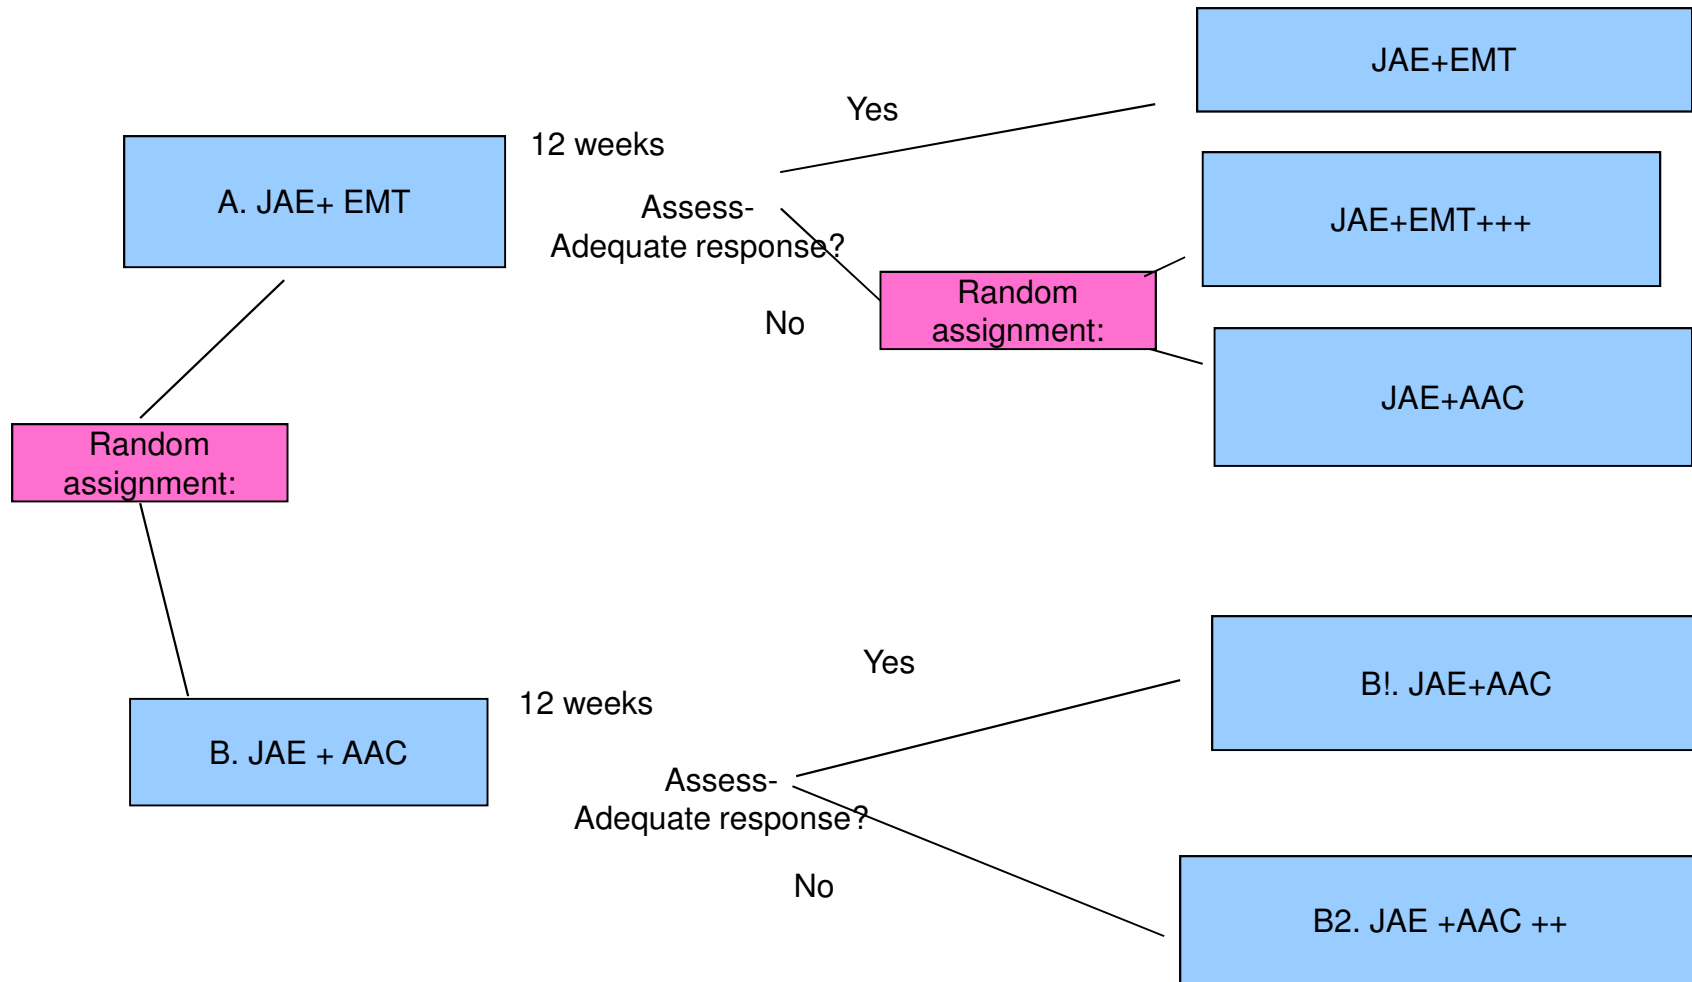 JAE+EMT
Yes
12 weeks
A. JAE+ EMT
Assess-
Adequate response?
JAE+EMT+++
Random
assignment:
No
JAE+AAC
Random
assignment:
Yes
B!. JAE+AAC
12 weeks
B. JAE + AAC
Assess-
Adequate response?
No
B2. JAE +AAC ++